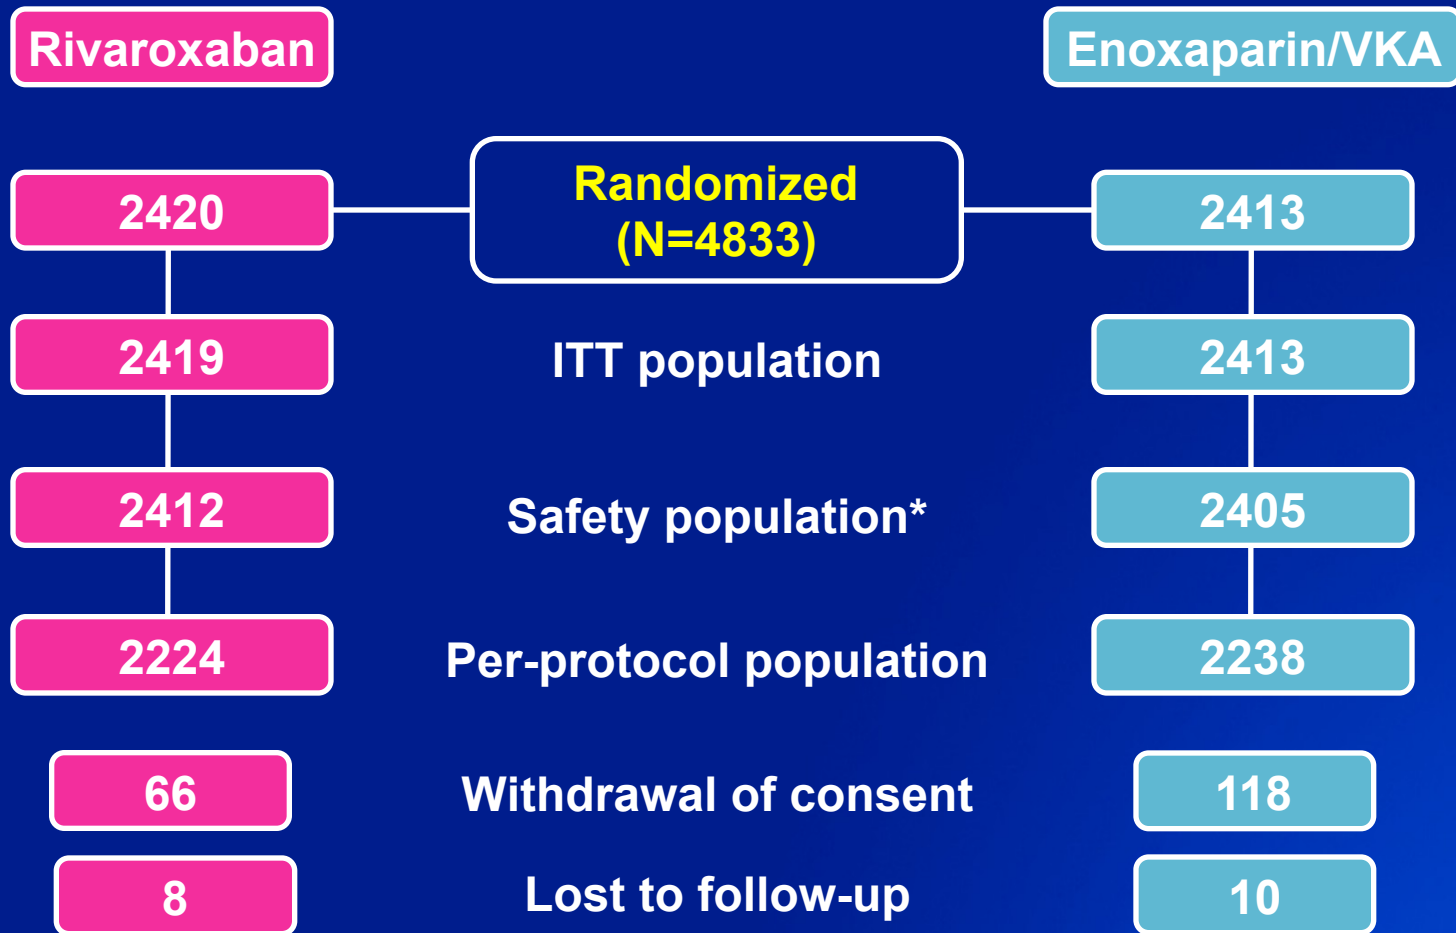 Rivaroxaban
Enoxaparin/VKA
2420
Randomized
(N=4833)
2413
2419
ITT population
2413
2412
Safety population*
2405
2224
Per-protocol population
2238
66
Withdrawal of consent
118
8
Lost to follow-up
10